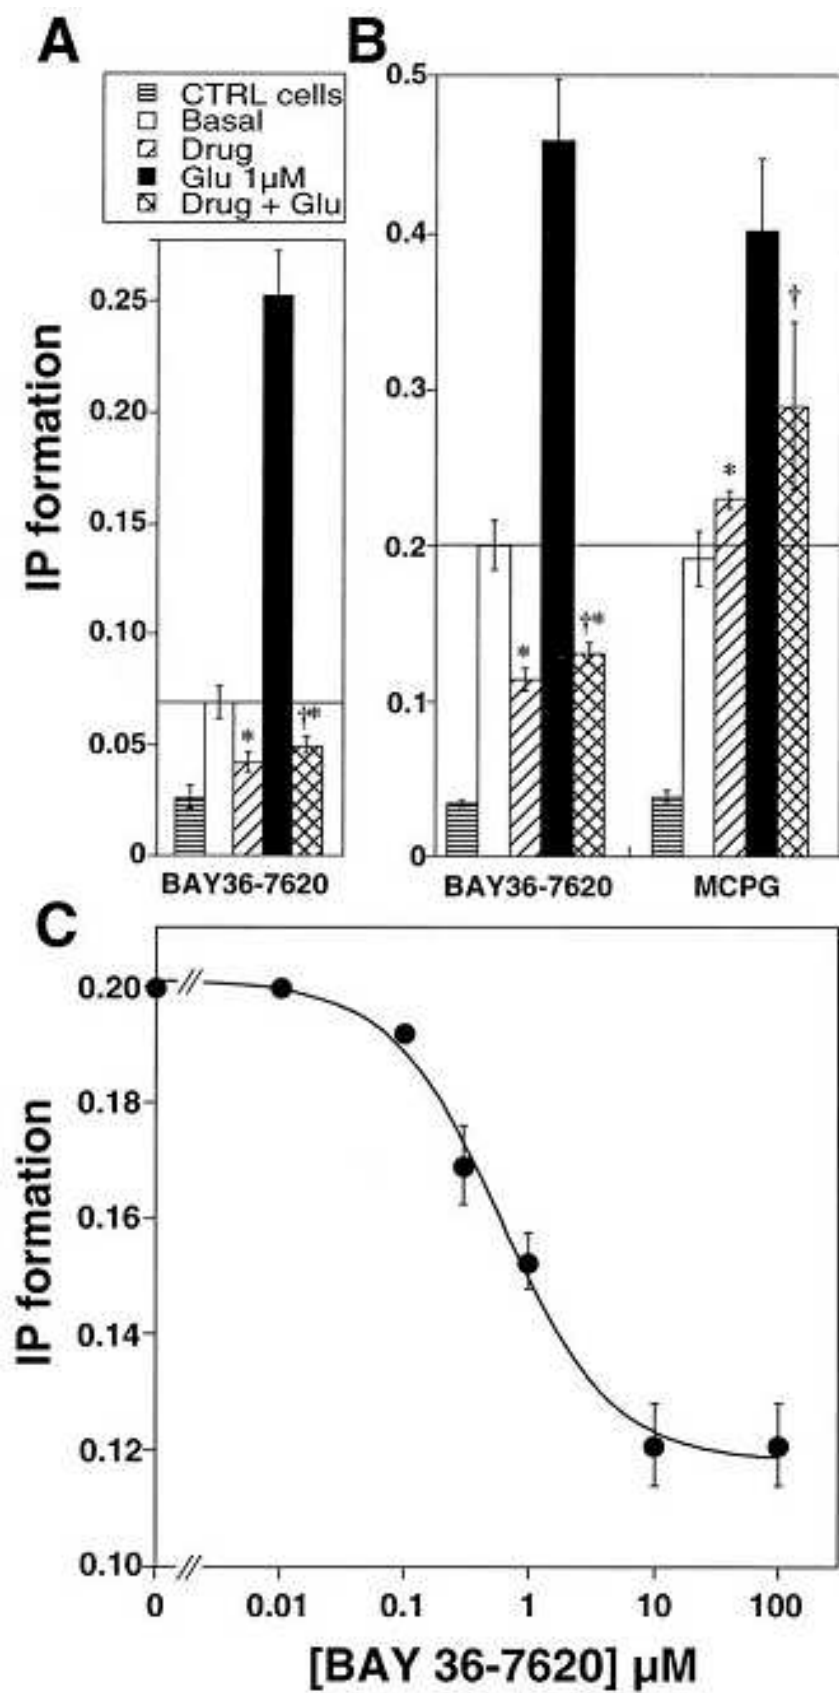 A
CTRL cells
Basal
Drug
Glu 1µM
Drug + Glu
IP formation
0.25
0.20
0.15
0.10
0.05
0
†*
*
BAY36-7620
B
0.5
0.4
0.3
0.2
0.1
0
*
†*
*
†
BAY36-7620
MCPG
C
IP formation
0.20
0.18
0.16
0.14
0.12
0.10
0
0.01
0.1
1
10
100
[BAY 36-7620] µM